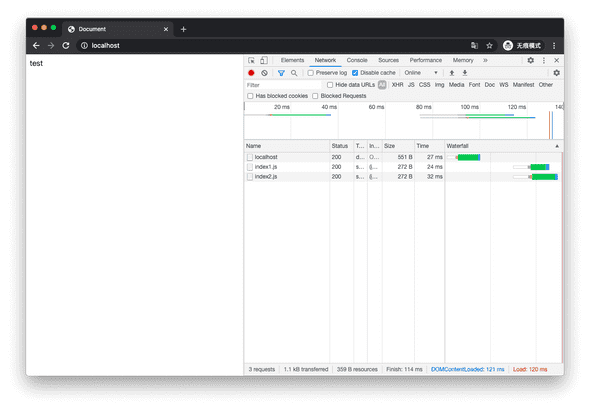 Document
localhost
无痕模式
test
Elements Network Console Sources Performance Memory
Preserve log Disable cache Online
Filter Hide data URLs All XHR JS CSS Img Media Font Doc WS Manifest Other
Has blocked cookies Blocked Requests
20 ms 40 ms 60 ms 80 ms 100 ms 120 ms 140
Name Status T... In... Size Time Waterfall
localhost 200 d... O... 551 B 27 ms
index1.js 200 s... (i... 272 B 24 ms
index2.js 200 s... (i... 272 B 32 ms
3 requests 1.1 kB transferred 359 B resources Finish: 114 ms DOMContentLoaded: 121 ms Load: 120 ms